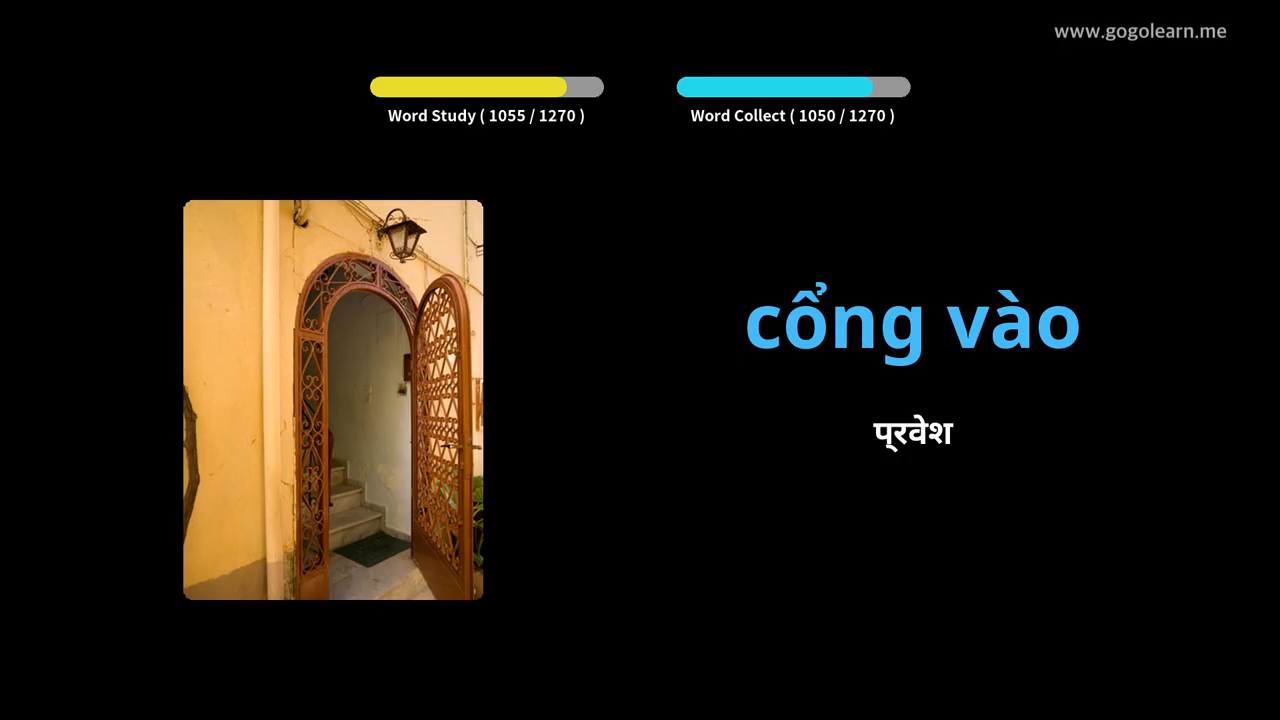 www.gogolearn.me
Word Study ( 1055 / 1270 )
Word Collect ( 1050 / 1270 )
cổng vào
प्रवेश